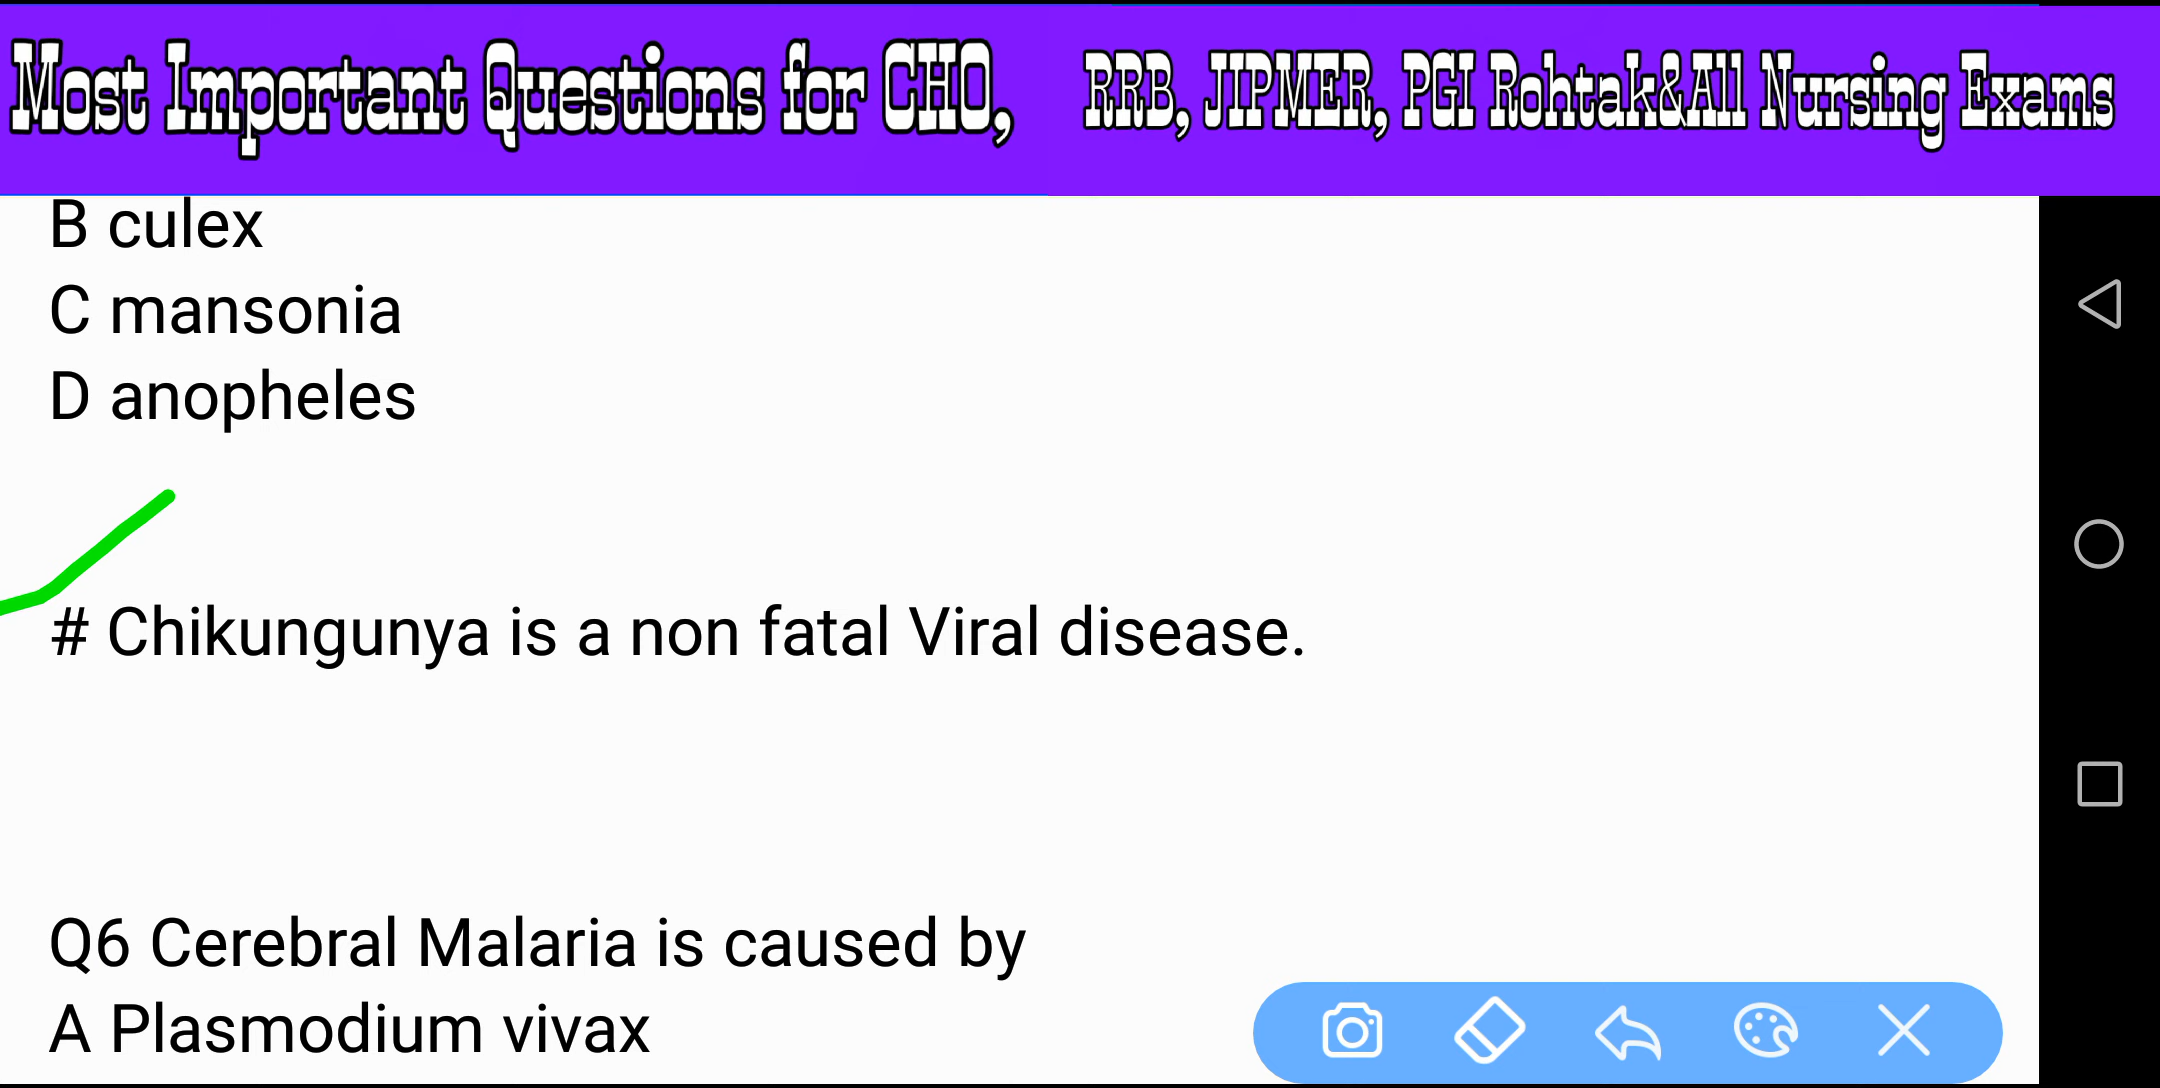 Most Important Questions for CHO, RRB, JIPMER, PGI Rohtak&All Nursing Exams
B culex
C mansonia
D anopheles
# Chikungunya is a non fatal Viral disease.
Q6 Cerebral Malaria is caused by
A Plasmodium vivax